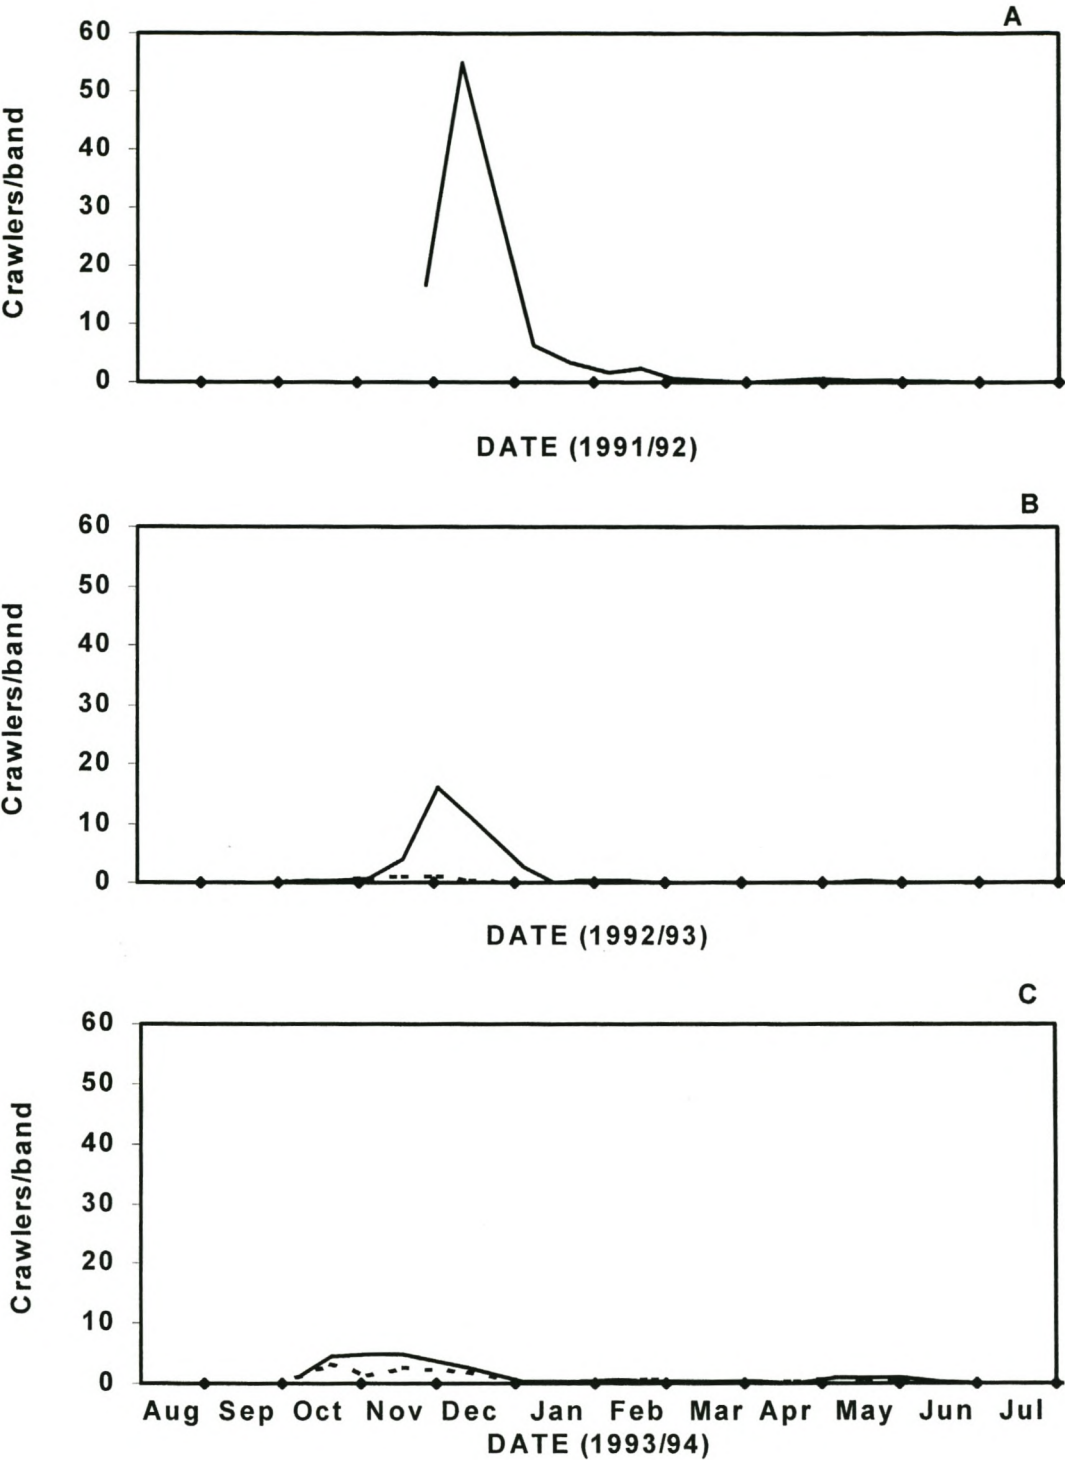 A
60
50
40
30
20
10
0
Crawlers/band
DATE (1991/92)
B
60
50
40
30
20
10
0
Crawlers/band
DATE (1992/93)
C
60
50
40
30
20
10
0
Crawlers/band
Aug Sep Oct Nov Dec Jan Feb Mar Apr May Jun Jul
DATE (1993/94)